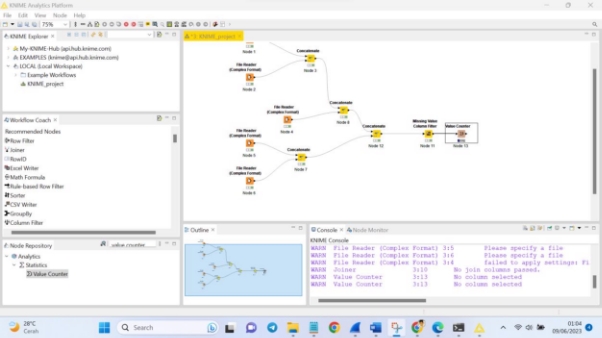 KNIME Analytics Platform
File Edit View Node Help
75%
KNIME Explorer
My-KNIME-Hub (api.hub.knime.com)
EXAMPLES (knime@api.hub.knime.com)
LOCAL (Local Workspace)
Example Workflows
KNIME_project
Workflow Coach
Recommended Nodes
Row Filter
Joiner
RowID
Excel Writer
Math Formula
Rule-based Row Filter
Sorter
CSV Writer
GroupBy
Column Filter
Node Repository
value counter
Analytics
Statistics
Value Counter
3: KNIME_project
Node 1
File Reader
(Complex Format)
Node 2
Concatenate
Node 3
File Reader
(Complex Format)
Node 4
Concatenate
File Reader
(Complex Format)
Node 5
Concatenate
Node 7
File Reader
(Complex Format)
Concatenate
Node 12
Missing Value
Column Filter
Node 11
Value Counter
Node 13
Outline
Console
Node Monitor
KNIME Console
WARN File Reader (Complex Format) 3:5 Please specify a file
WARN File Reader (Complex Format) 3:6 Please specify a file
WARN File Reader (Complex Format) failed to apply settings: Fi
WARN Joiner 3:10 No join columns passed.
WARN Value Counter 3:13 No column selected
WARN Value Counter 3:13 No column selected
28°C
Cerah
Search
01:04
09/06/2023